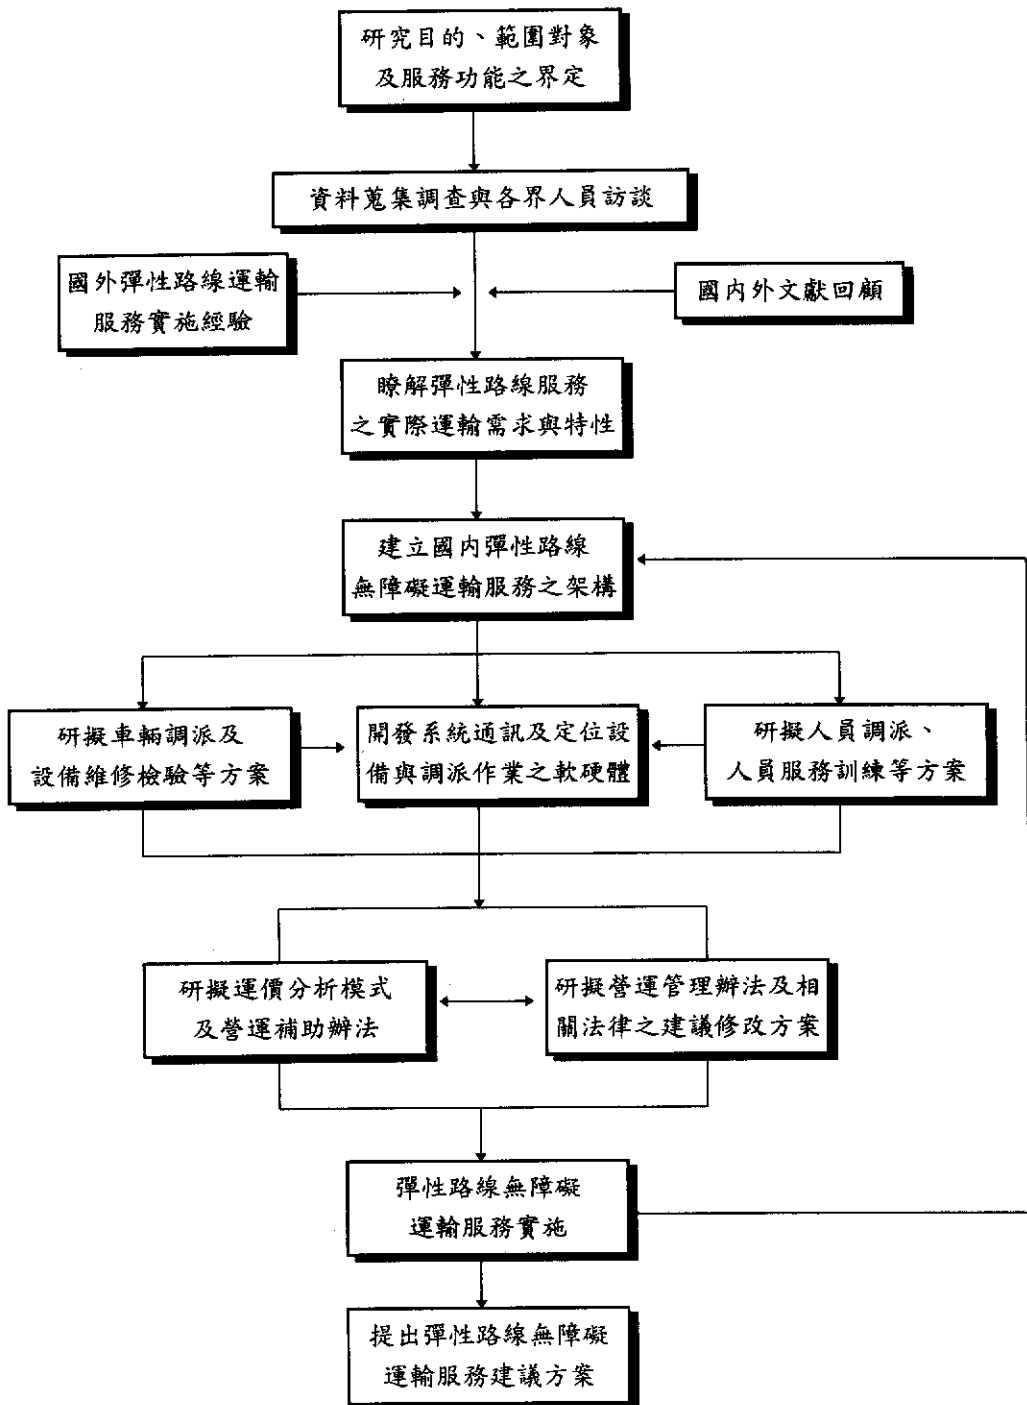 研究目的、範圍對象
及服務功能之界定
資料蒐集調查與各界人員訪談
國外彈性路線運輸
服務實施經驗
國內外文獻回顧
瞭解彈性路線服務
之實際運輸需求與特性
建立國內彈性路線
無障礙運輸服務之架構
研擬車輛調派及
設備維修檢驗等方案
開發系統通訊及定位設
備與調派作業之軟硬體
研擬人員調派、
人員服務訓練等方案
研擬運價分析模式
及營運補助辦法
研擬營運管理辦法及相
關法律之建議修改方案
彈性路線無障礙
運輸服務實施
提出彈性路線無障礙
運輸服務建議方案